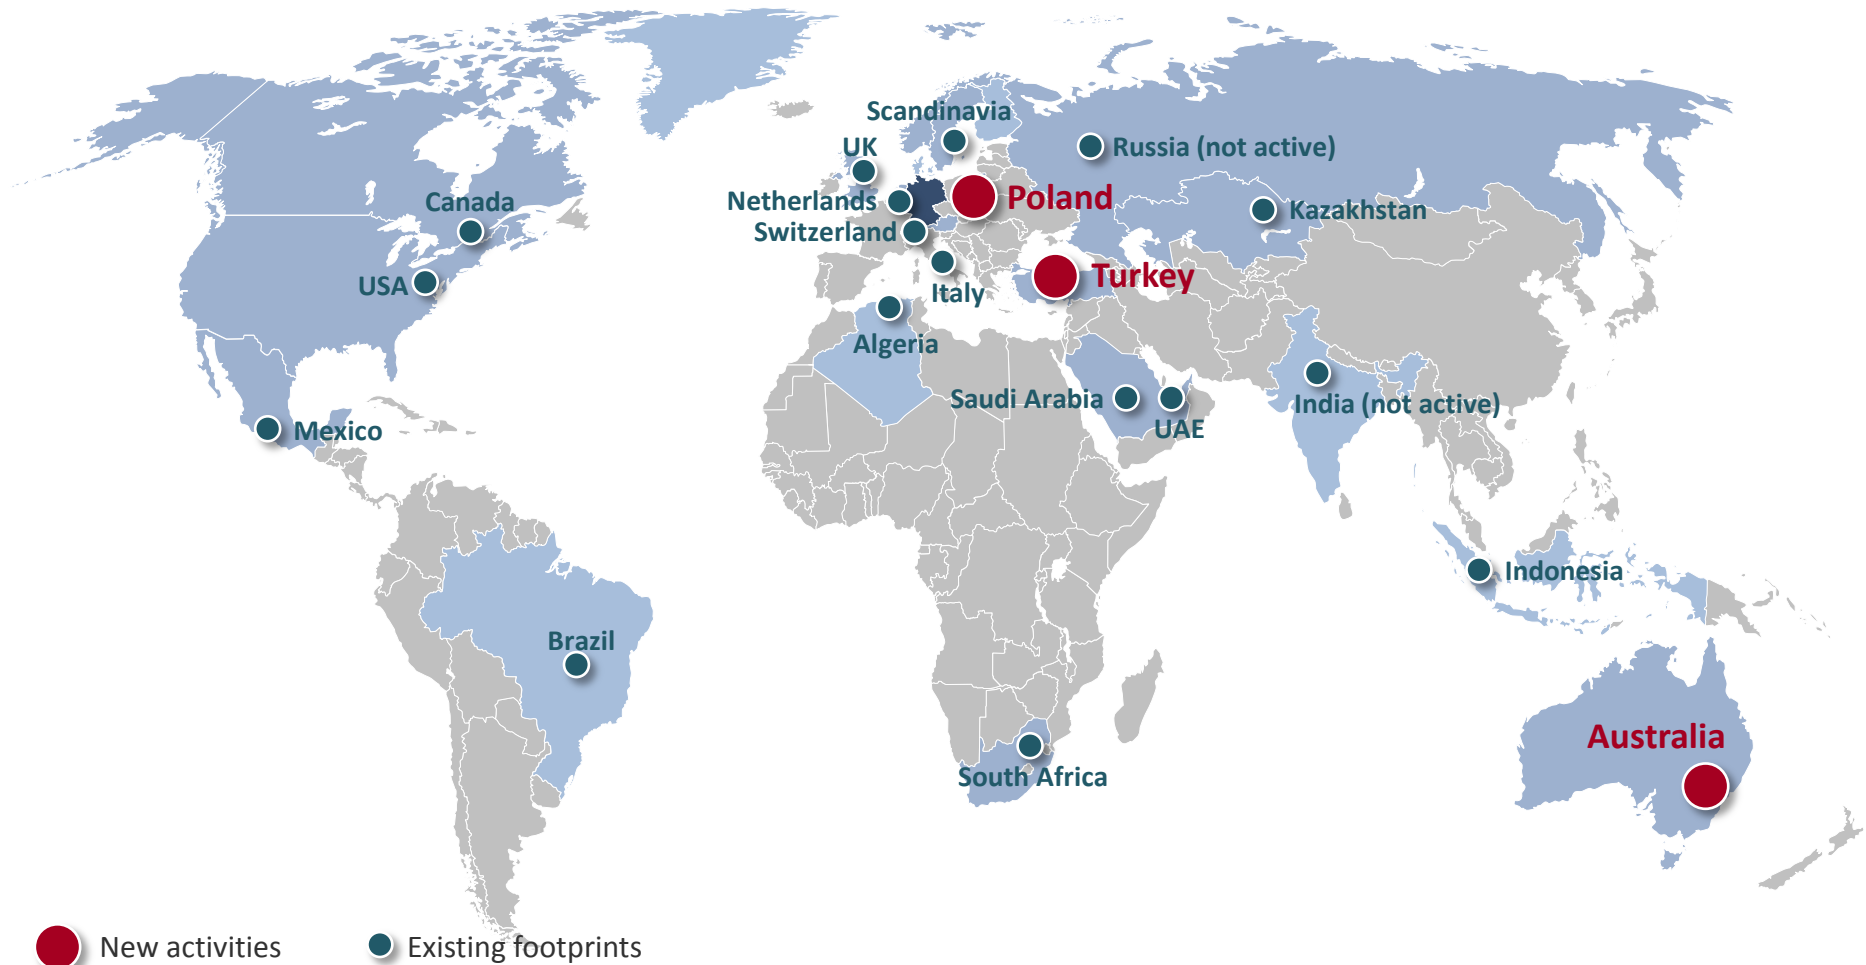 Scandinavia
UK
Russia (not active)
Canada
Netherlands
Poland
Kazakhstan
Switzerland
USA
Turkey
Italy
Algeria
Saudi Arabia
India (not active)
UAE
Mexico
Indonesia
Brazil
Australia
South Africa
New activities
Existing footprints